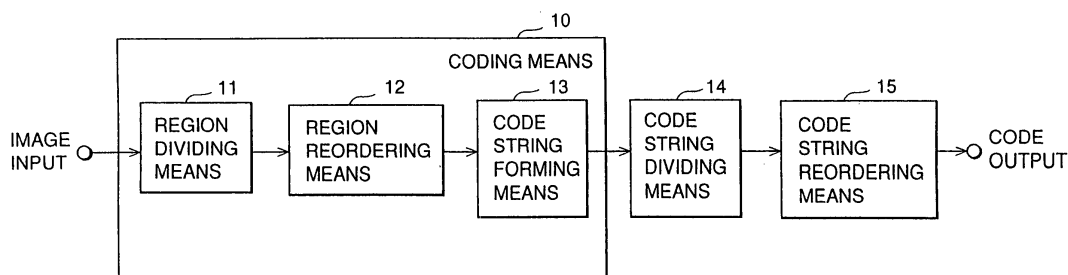 10
CODING MEANS
IMAGE
INPUT
11
REGION
DIVIDING
MEANS
12
REGION
REORDERING
MEANS
13
CODE
STRING
FORMING
MEANS
14
CODE
STRING
DIVIDING
MEANS
15
CODE
STRING
REORDERING
MEANS
CODE
OUTPUT